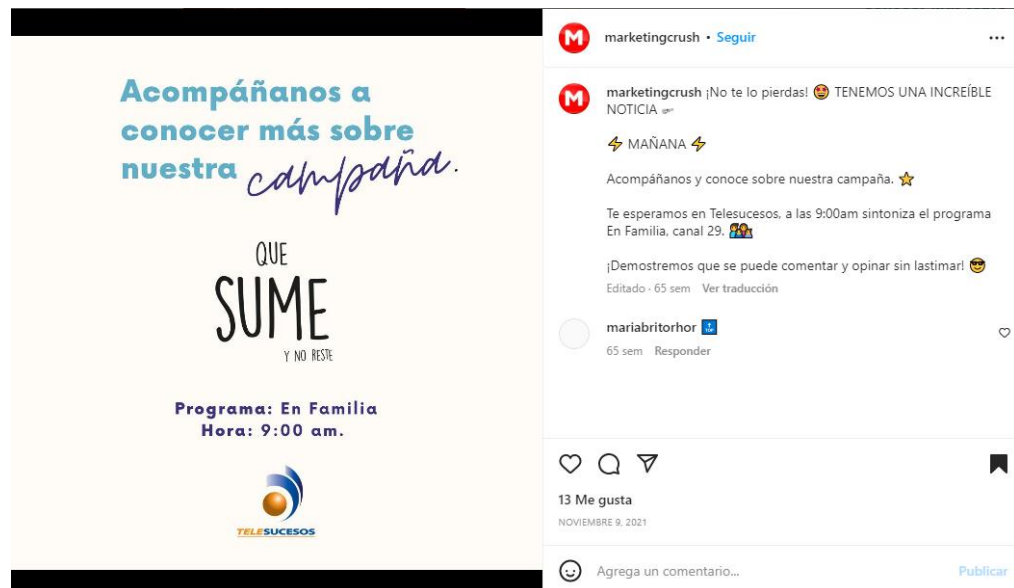 Acompáñanos a
conocer más sobre
nuestra campaña.
QUE
SUME
Y NO RESTE
Programa: En Familia
Hora: 9:00 am.
TELESUCESOS
marketingcrush • Seguir
marketingcrush ¡No te lo pierdas! 🤩 TENEMOS UNA INCREÍBLE
NOTICIA
⚡ MAÑANA ⚡
Acompáñanos y conoce sobre nuestra campaña. ⭐
Te esperamos en Telesucesos, a las 9:00am sintoniza el programa
En Familia, canal 29. 👨‍👩‍👧
¡Demostremos que se puede comentar y opinar sin lastimar! 😎
Editado · 65 sem Ver traducción
mariabritorhor 🔝
65 sem Responder
13 Me gusta
NOVIEMBRE 9, 2021
Agrega un comentario... Publicar